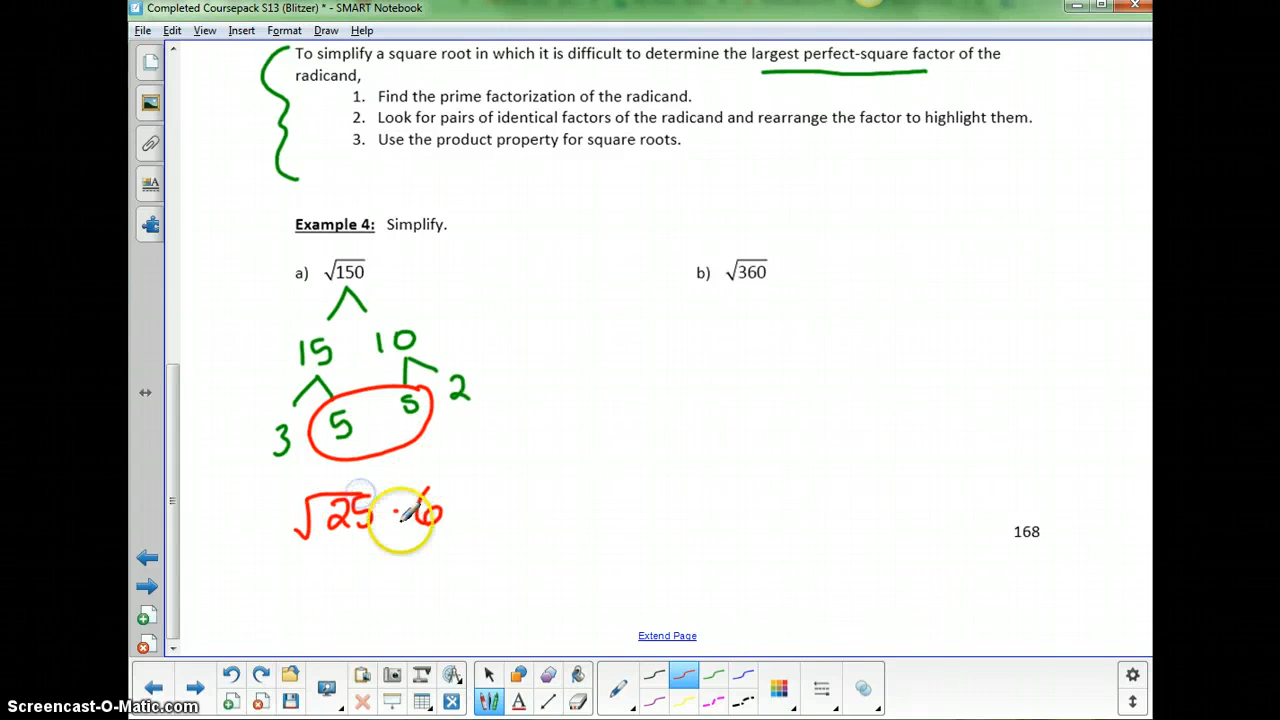 Completed Coursepack S13 (Blitzer) * - SMART Notebook
File Edit View Insert Format Draw Help
To simplify a square root in which it is difficult to determine the largest perfect-square factor of the
radicand,
1. Find the prime factorization of the radicand.
2. Look for pairs of identical factors of the radicand and rearrange the factor to highlight them.
3. Use the product property for square roots.
Example 4: Simplify.
a) √150 b) √360
15 10
3 5 5 2
√25 · 6
168
Extend Page
Screencast-O-Matic.com